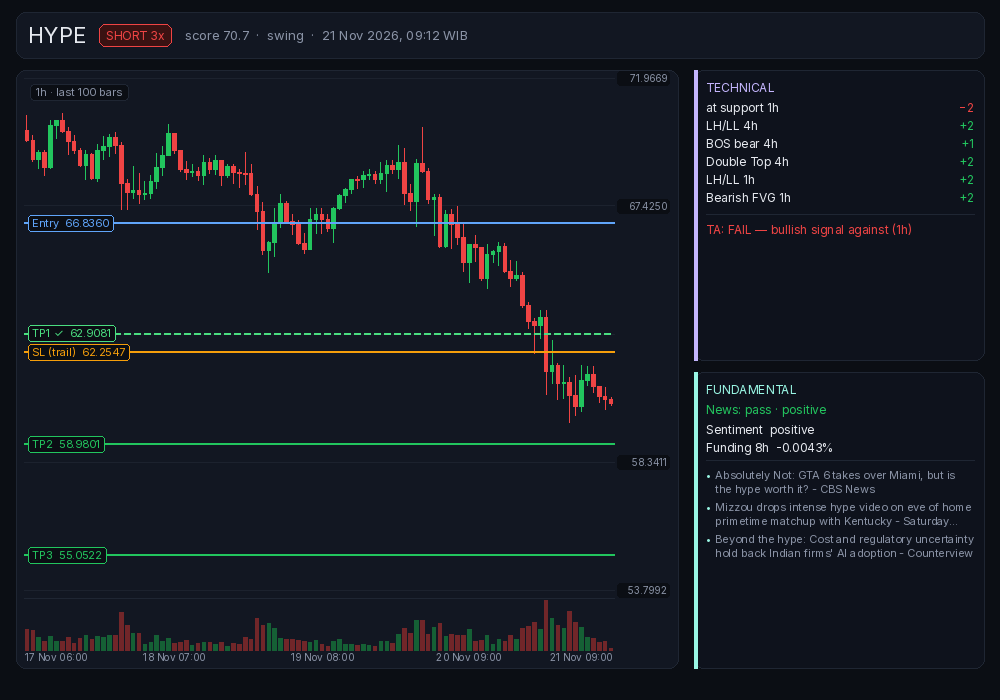 HYPE SHORT 3x score 70.7 · swing · 21 Nov 2026, 09:12 WIB
1h · last 100 bars
71.9669
67.4250
Entry 66.8360
TP1 ✓ 62.9081
SL (trail) 62.2547
TP2 58.9801
58.3411
TP3 55.0522
53.7992
17 Nov 06:00 18 Nov 07:00 19 Nov 08:00 20 Nov 09:00 21 Nov 09:00
TECHNICAL
at support 1h −2
LH/LL 4h +2
BOS bear 4h +1
Double Top 4h +2
LH/LL 1h +2
Bearish FVG 1h +2
TA: FAIL — bullish signal against (1h)
FUNDAMENTAL
News: pass · positive
Sentiment positive
Funding 8h -0.0043%
• Absolutely Not: GTA 6 takes over Miami, but is
the hype worth it? - CBS News
• Mizzou drops intense hype video on eve of home
primetime matchup with Kentucky - Saturday...
• Beyond the hype: Cost and regulatory uncertainty
hold back Indian firms' AI adoption - Counterview